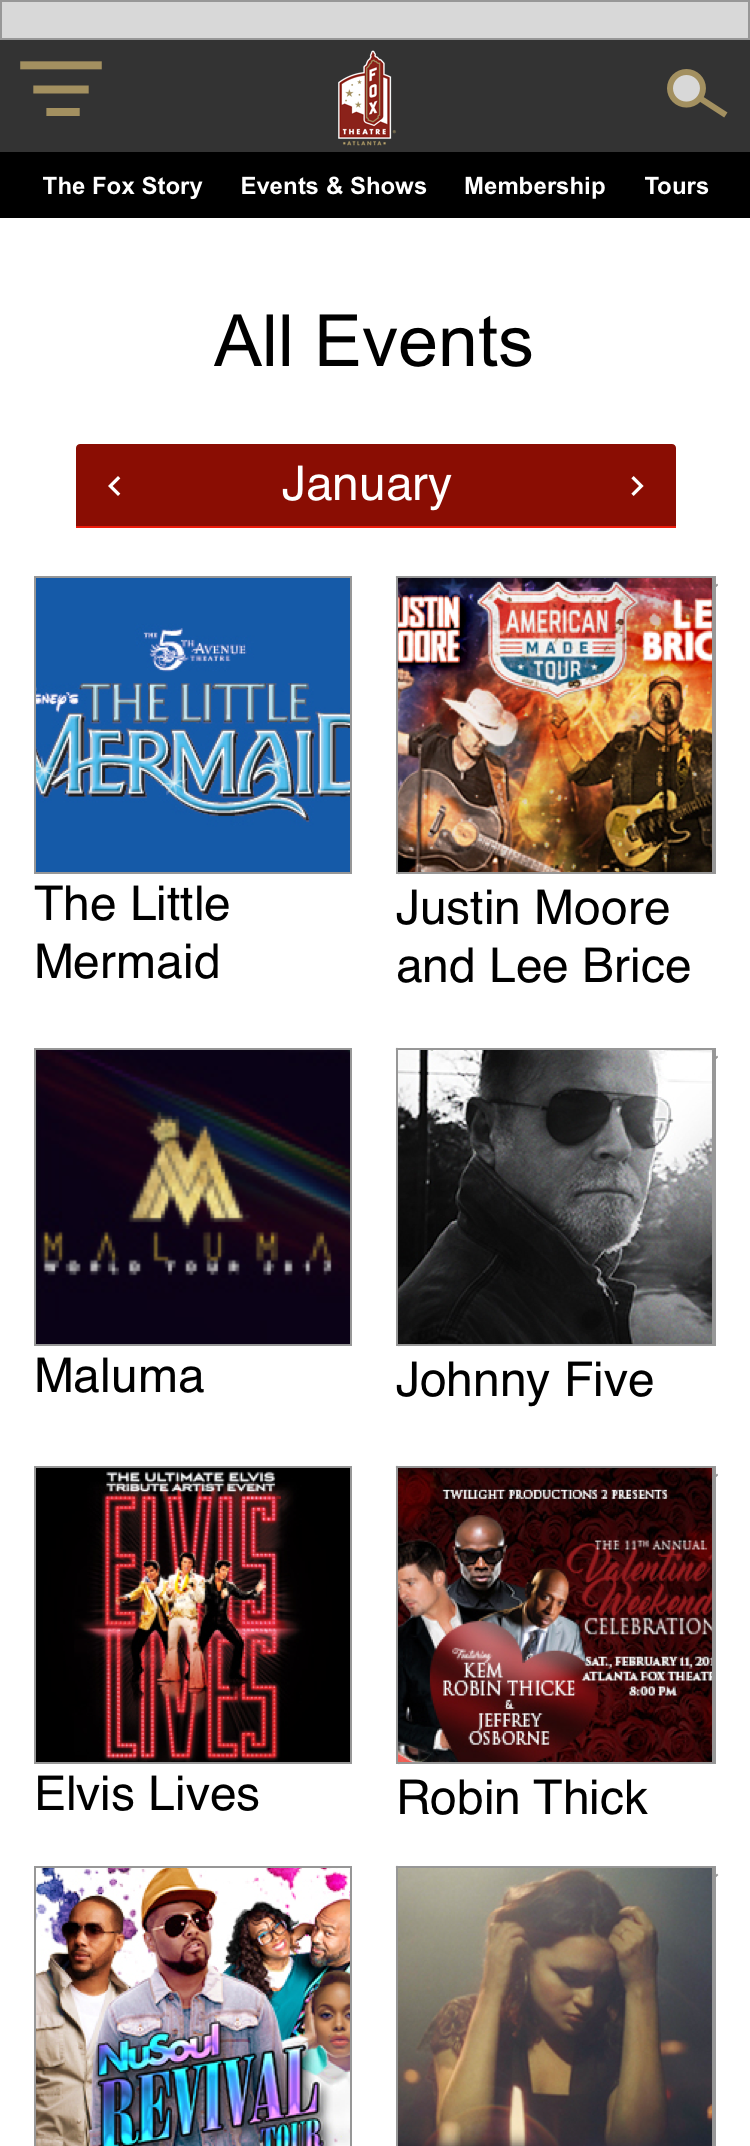 FOX
THEATRE
ATLANTA
The Fox Story Events & Shows Membership Tours
All Events
January
THE 5TH AVENUE
THEATRE
SNEY'S THE LITTLE
MERMAID
The Little
Mermaid
USTIN
OORE
AMERICAN
MADE
TOUR
LE
BRIC
Justin Moore
and Lee Brice
M
MALUMA
WORLD TOUR 2017
Maluma
Johnny Five
THE ULTIMATE ELVIS
TRIBUTE ARTIST EVENT
ELVIS
LIVES
Elvis Lives
TWILIGHT PRODUCTIONS 2 PRESENTS
THE 11TH ANNUAL
Valentine
Weekend
CELEBRATION
SAT., FEBRUARY 11, 201
ATLANTA FOX THEATR
8:00 PM
Featuring
KEM
ROBIN THICKE
&
JEFFREY
OSBORNE
Robin Thick
NuSoul
REVIVAL
TOUR